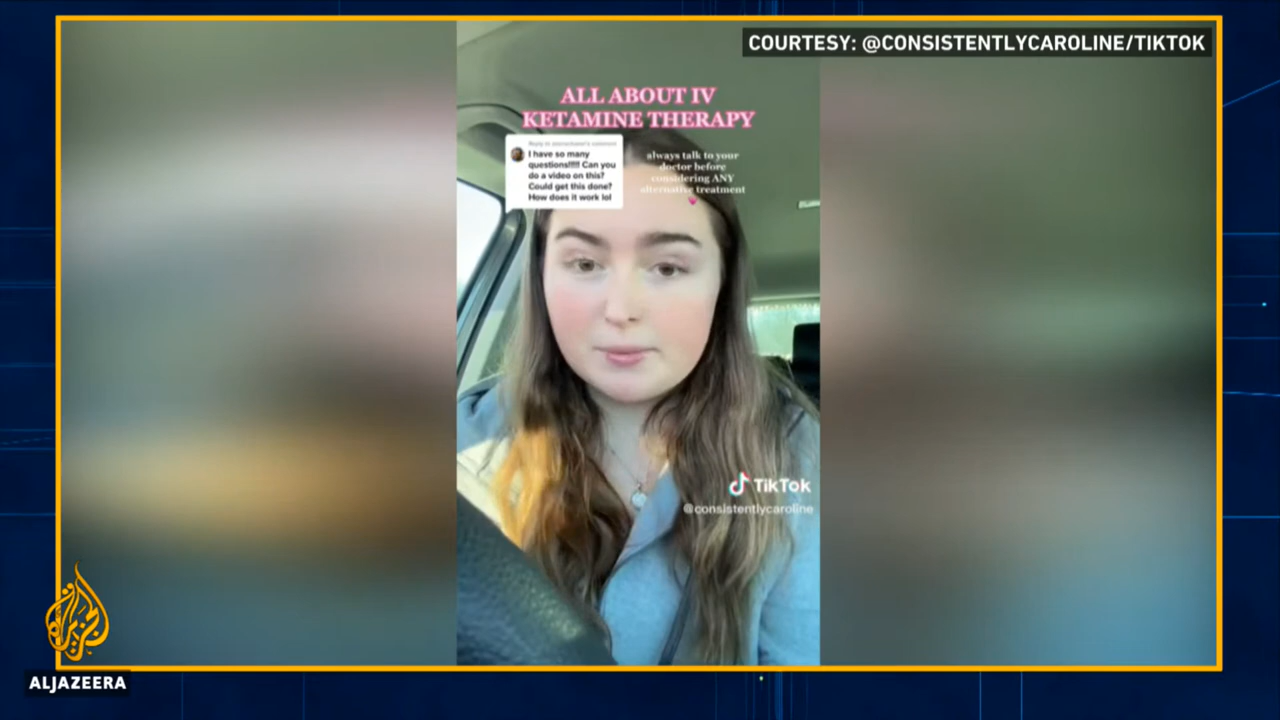 COURTESY: @CONSISTENTLYCAROLINE/TIKTOK
ALL ABOUT IV
KETAMINE THERAPY
I have so many
questions!!!!! Can you
do a video on this?
Could get this done?
How does it work lol
always talk to your
doctor before
considering ANY
alternative treatment
TikTok
@consistentlycaroline
الجزيرة
ALJAZEERA